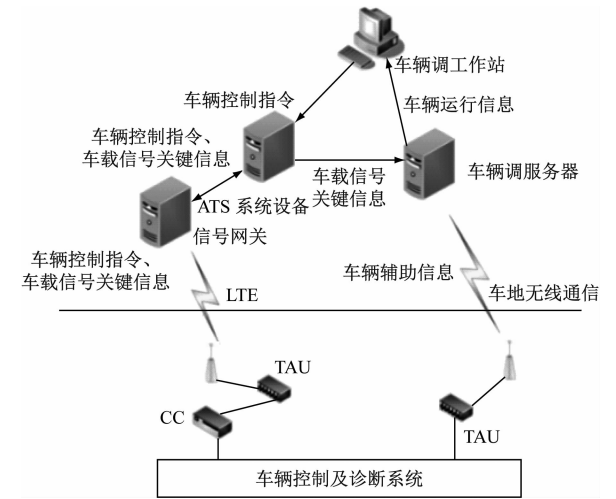 车辆调工作站
车辆控制指令
车辆运行信息
车辆控制指令、
车载信号关键信息
车载信号
关键信息
车辆调服务器
ATS 系统设备
信号网关
车辆控制指令、
车载信号关键信息
车辆辅助信息
LTE
车地无线通信
TAU
CC
TAU
车辆控制及诊断系统